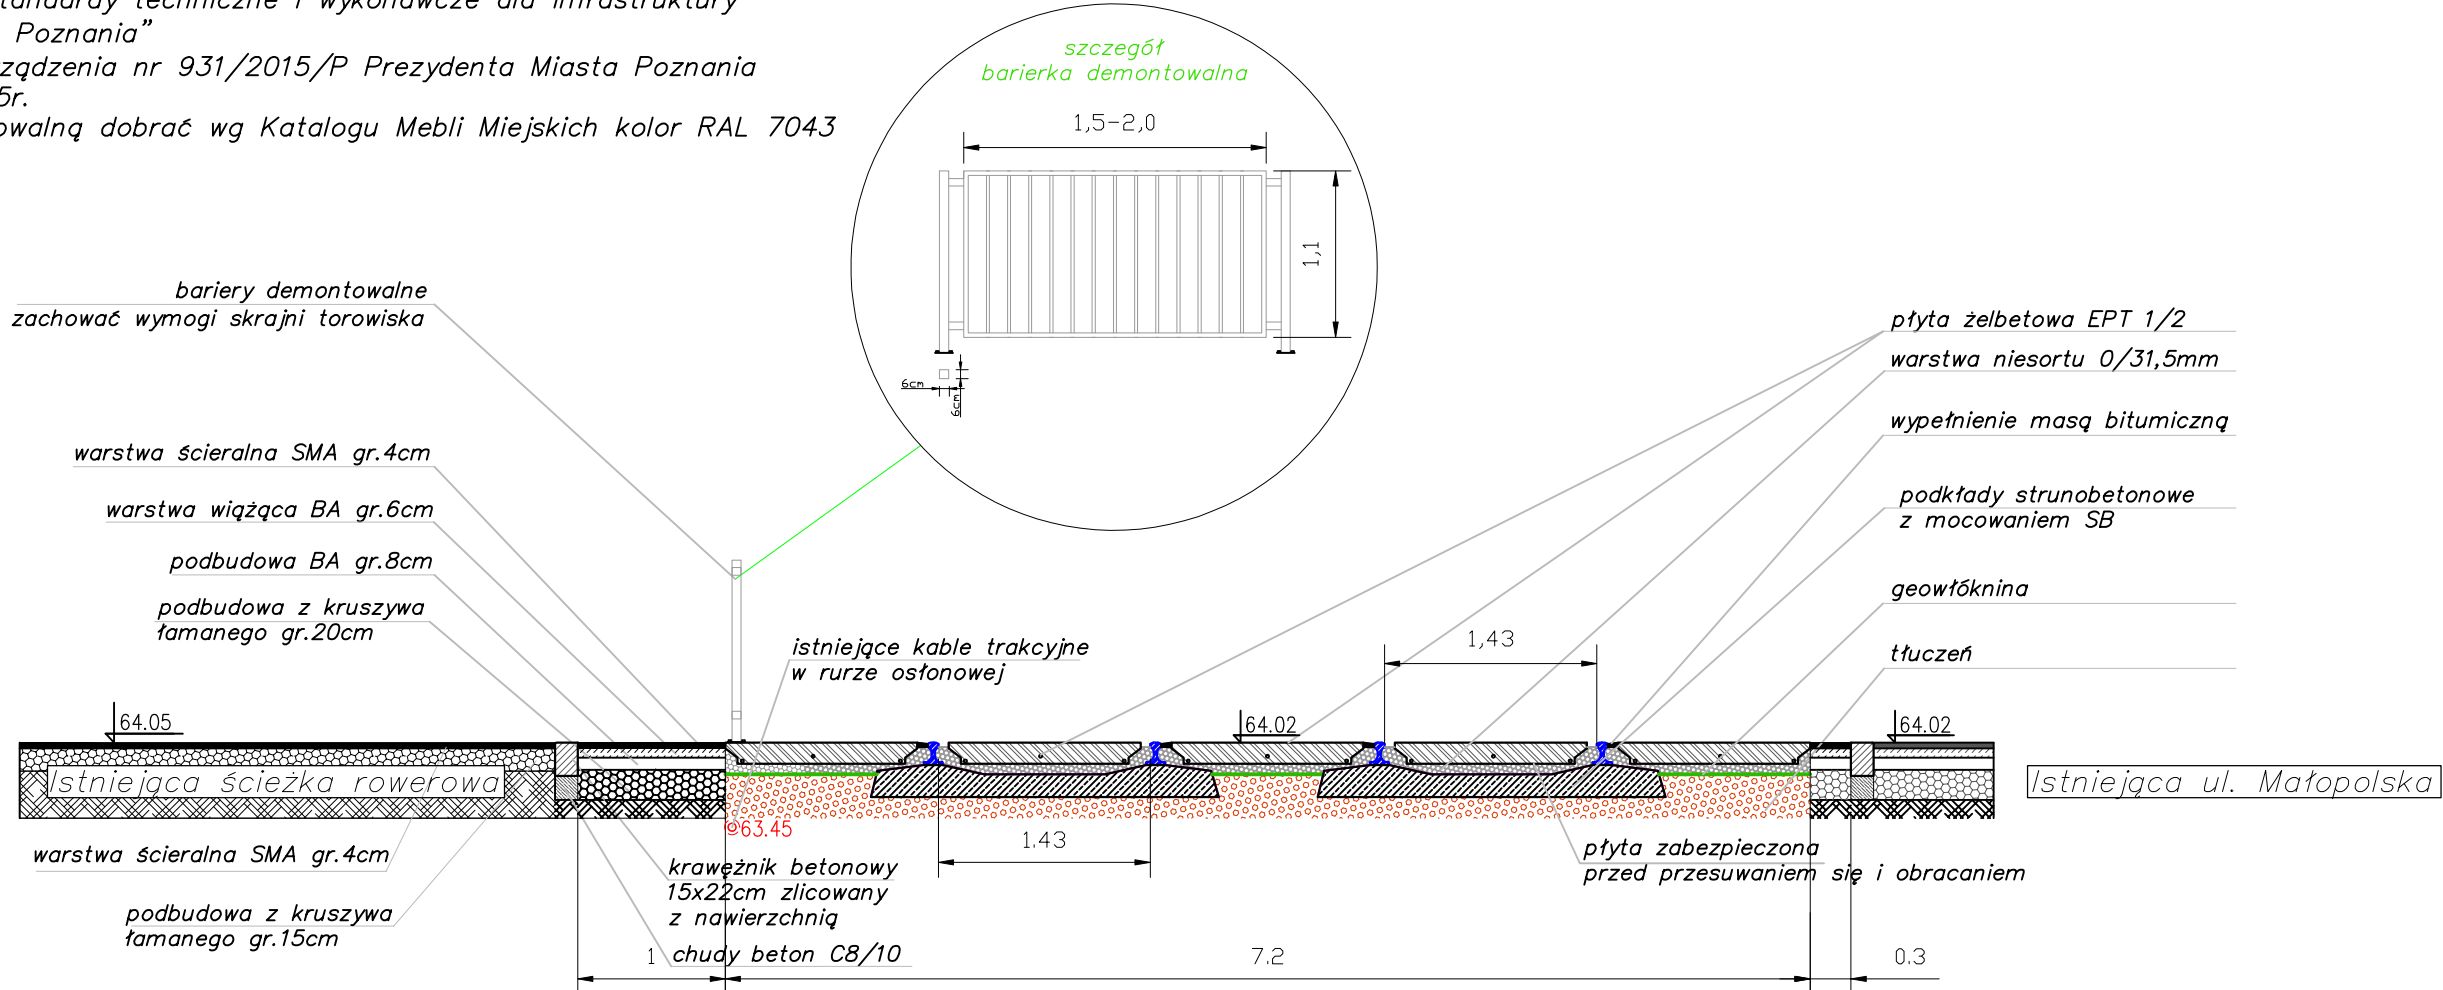 tandardy techniczne i wykonawcze dla infrastruktury
Poznania”
ządzenia nr 931/2015/P Prezydenta Miasta Poznania
5r.
owalną dobrać wg Katalogu Mebli Miejskich kolor RAL 7043
szczegół
barierka demontowalna
1,5-2,0
1,1
6cm
6cm
bariery demontowalne
zachować wymogi skrajni torowiska
warstwa ścieralna SMA gr.4cm
warstwa wiążąca BA gr.6cm
podbudowa BA gr.8cm
podbudowa z kruszywa
łamanego gr.20cm
istniejące kable trakcyjne
w rurze osłonowej
płyta żelbetowa EPT 1/2
warstwa niesortu 0/31,5mm
wypełnienie masą bitumiczną
podkłady strunobetonowe
z mocowaniem SB
geowłóknina
tłuczeń
1,43
64.05
64.02
64.02
Istniejąca ścieżka rowerowa
Istniejąca ul. Małopolska
63.45
1.43
warstwa ścieralna SMA gr.4cm
podbudowa z kruszywa
łamanego gr.15cm
krawężnik betonowy
15x22cm zlicowany
z nawierzchnią
chudy beton C8/10
płyta zabezpieczona
przed przesuwaniem się i obracaniem
1
7.2
0.3